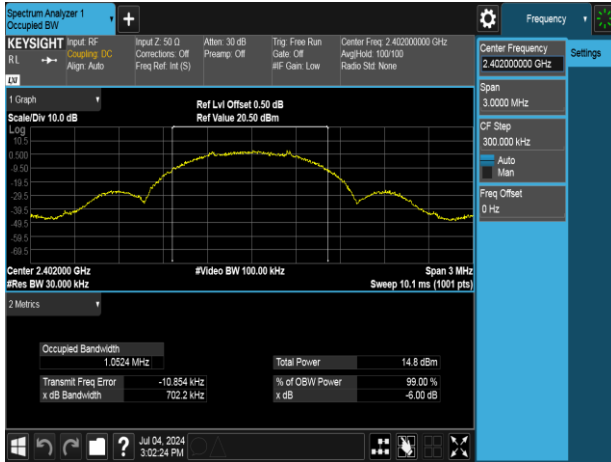 Spectrum Analyzer 1
Occupied BW
Frequency
KEYSIGHT
RL
LXI
Input: RF
Coupling: DC
Align: Auto
Input Z: 50 Ω
Corrections: Off
Freq Ref: Int (S)
Atten: 30 dB
Preamp: Off
Trig: Free Run
Gate: Off
#IF Gain: Low
Center Freq: 2.402000000 GHz
Avg|Hold: 100/100
Radio Std: None
Center Frequency
2.402000000 GHz
Settings
Span
3.0000 MHz
CF Step
300.000 kHz
Auto
Man
Freq Offset
0 Hz
1 Graph
Scale/Div 10.0 dB
Ref Lvl Offset 0.50 dB
Ref Value 20.50 dBm
Log
10.5
0.500
-9.50
-19.5
-29.5
-39.5
-49.5
-59.5
-69.5
Center 2.402000 GHz
#Res BW 30.000 kHz
#Video BW 100.00 kHz
Span 3 MHz
Sweep 10.1 ms (1001 pts)
2 Metrics
Occupied Bandwidth
1.0524 MHz
Total Power 14.8 dBm
Transmit Freq Error -10.854 kHz
% of OBW Power 99.00 %
x dB Bandwidth 702.2 kHz
x dB -6.00 dB
?
Jul 04, 2024
3:02:24 PM